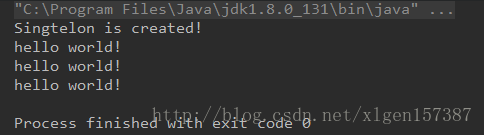 "C:\Program Files\Java\jdk1.8.0_131\bin\java" ...
Singtelon is created!
hello world!
hello world!
hello world!
Process finished with exit code 0
http://blog.csdn.net/xlgen157387